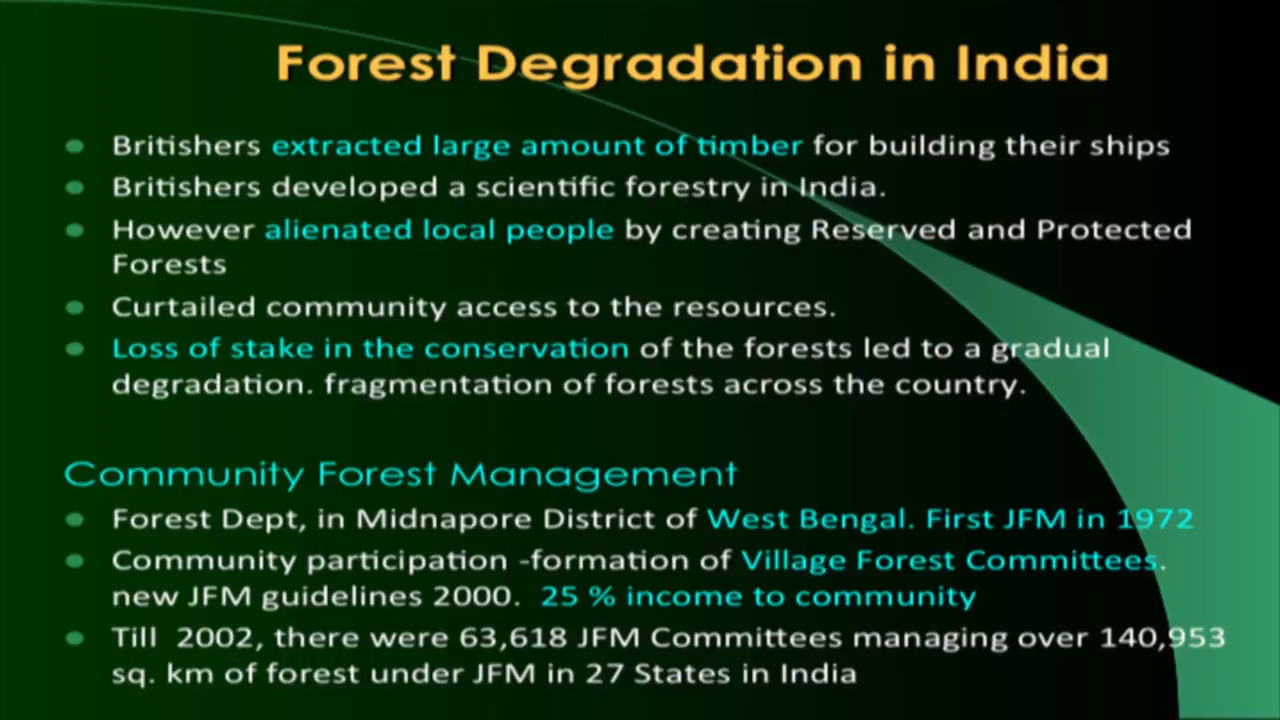 Forest Degradation in India
Britishers extracted large amount of timber for building their ships
Britishers developed a scientific forestry in India.
However alienated local people by creating Reserved and Protected
Forests
Curtailed community access to the resources.
Loss of stake in the conservation of the forests led to a gradual
degradation. fragmentation of forests across the country.
Community Forest Management
Forest Dept, in Midnapore District of West Bengal. First JFM in 1972
Community participation -formation of Village Forest Committees.
new JFM guidelines 2000. 25 % income to community
Till 2002, there were 63,618 JFM Committees managing over 140,953
sq. km of forest under JFM in 27 States in India